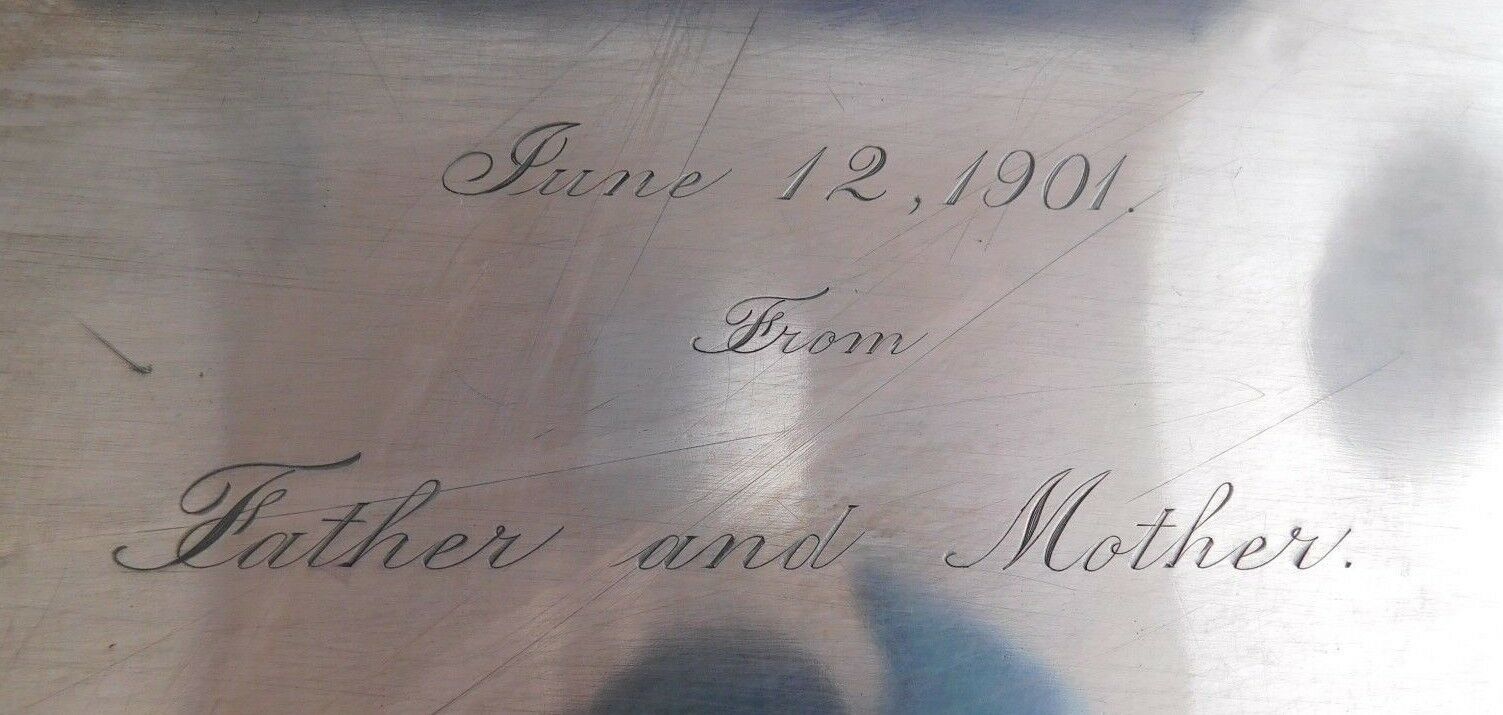 June 12, 1901.
From
Father and Mother.